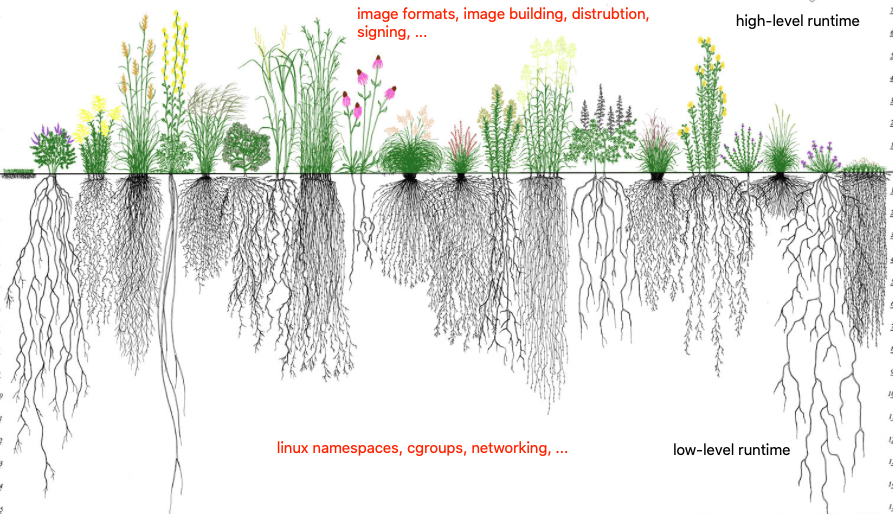 image formats, image building, distrubtion,
signing, ...
high-level runtime
linux namespaces, cgroups, networking, ...
low-level runtime